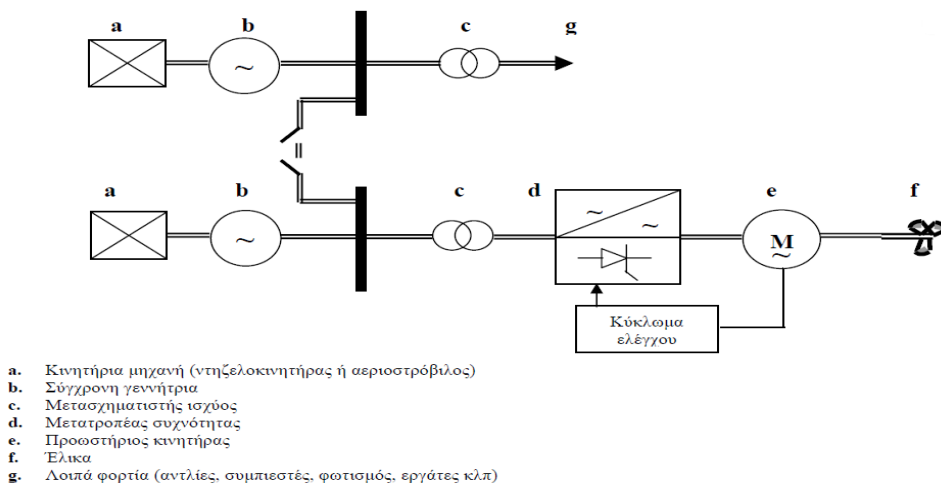 a b c g
~
a b c d e f
~ ~ ~ M ~
Κύκλωμα
ελέγχου
a. Κινητήρια μηχανή (ντηζελοκινητήρας ή αεριοστρόβιλος)
b. Σύγχρονη γεννήτρια
c. Μετασχηματιστής ισχύος
d. Μετατροπέας συχνότητας
e. Προωστήριος κινητήρας
f. Έλικα
g. Λοιπά φορτία (αντλίες, συμπιεστές, φωτισμός, εργάτες κλπ)